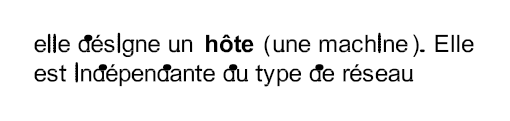 elle désigne un hôte (une machine). Elle
est indépendante du type de réseau